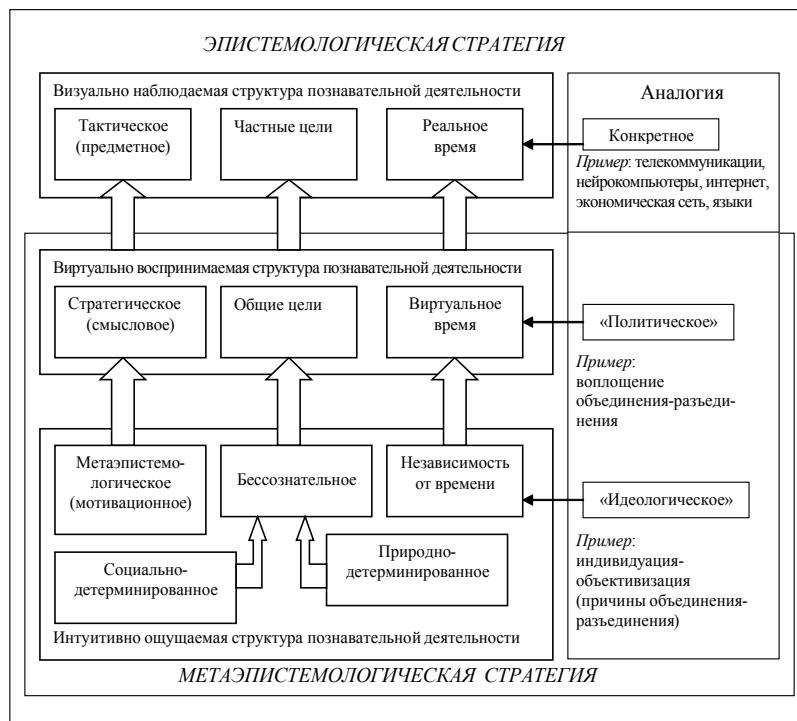 ЭПИСТЕМОЛОГИЧЕСКАЯ СТРАТЕГИЯ
Визуально наблюдаемая структура познавательной деятельности
Тактическое
(предметное)
Частные цели
Реальное
время
Аналогия
Конкретное
Пример: телекоммуникации,
нейрокомпьютеры, интернет,
экономическая сеть, языки
Виртуально воспринимаемая структура познавательной деятельности
Стратегическое
(смысловое)
Общие цели
Виртуальное
время
«Политическое»
Пример:
воплощение
объединения-разъеди-
нения
Метаэпистемо-
логическое
(мотивационное)
Бессознательное
Независимость
от времени
«Идеологическое»
Пример:
индивидуация-
объективизация
(причины объединения-
разъединения)
Социально-
детерминированное
Природно-
детерминированное
Интуитивно ощущаемая структура познавательной деятельности
МЕТАЭПИСТЕМОЛОГИЧЕСКАЯ СТРАТЕГИЯ